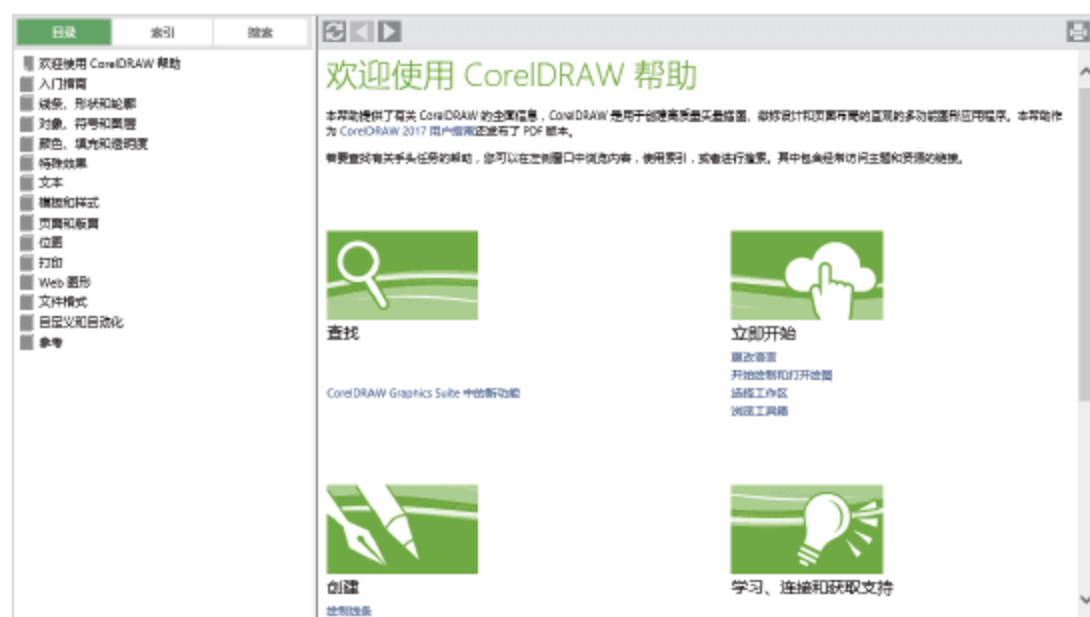 目录
索引
搜索
欢迎使用 CorelDRAW 帮助
入门指南
线条、形状和轮廓
对象、符号和图层
颜色、填充和透明度
特殊效果
文本
模板和样式
页面和版面
位图
打印
Web 图形
文件格式
自定义和自动化
参考
欢迎使用 CorelDRAW 帮助
本帮助提供了有关 CorelDRAW 的全面信息，CorelDRAW 是用于创建高质量矢量插图、徽标设计和页面布局的直观的多功能图形应用程序。本帮助作
为 CorelDRAW 2017 用户指南还发布了 PDF 版本。
若要查找有关手头任务的帮助，您可以在左侧窗口中浏览内容，使用索引，或者进行搜索。其中包含经常访问主题和资源的链接。
查找
CorelDRAW Graphics Suite 中的新功能
立即开始
更改语言
开始绘制和打开绘图
选择工作区
浏览工具箱
创建
绘制线条
学习、连接和获取支持